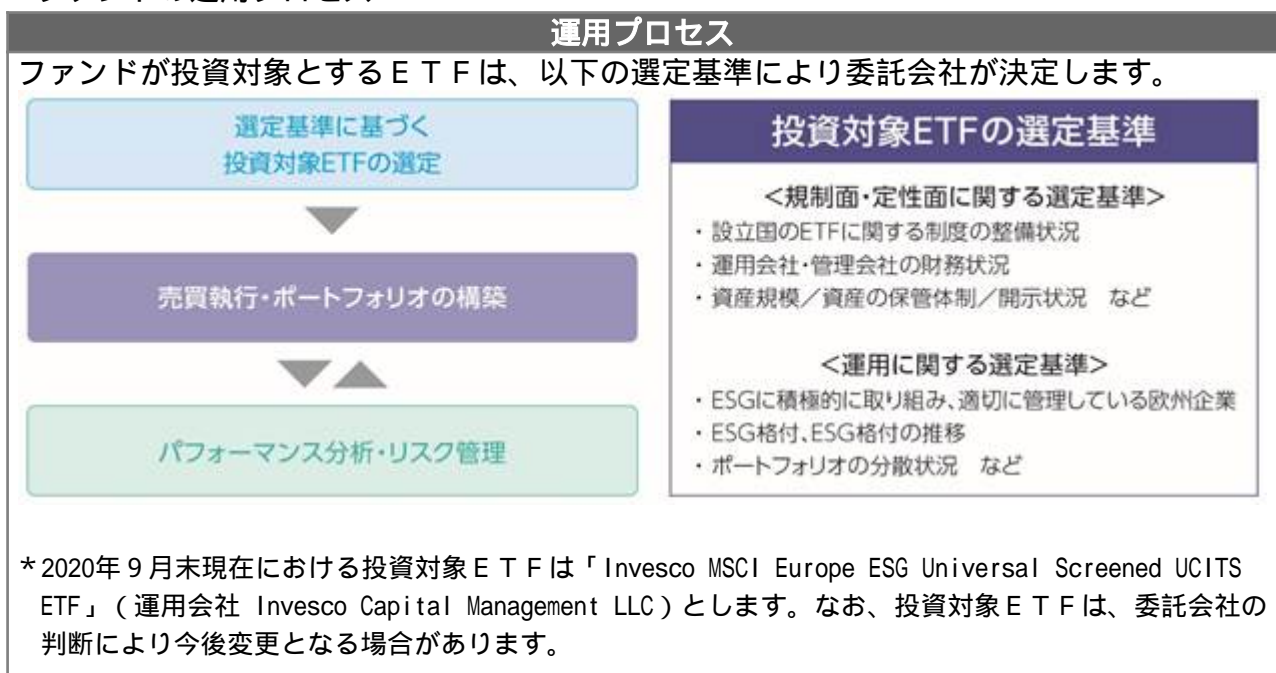 運用プロセス
ファンドが投資対象とするＥＴＦは、以下の選定基準により委託会社が決定します。
選定基準に基づく
投資対象ETFの選定
売買執行・ポートフォリオの構築
パフォーマンス分析・リスク管理
投資対象ETFの選定基準
＜規制面・定性面に関する選定基準＞
・設立国のETFに関する制度の整備状況
・運用会社・管理会社の財務状況
・資産規模／資産の保管体制／開示状況　など
＜運用に関する選定基準＞
・ESGに積極的に取り組み、適切に管理している欧州企業
・ESG格付、ESG格付の推移
・ポートフォリオの分散状況　など
＊2020年９月末現在における投資対象ＥＴＦは「Invesco MSCI Europe ESG Universal Screened UCITS
ETF」（運用会社 Invesco Capital Management LLC）とします。なお、投資対象ＥＴＦは、委託会社の
判断により今後変更となる場合があります。